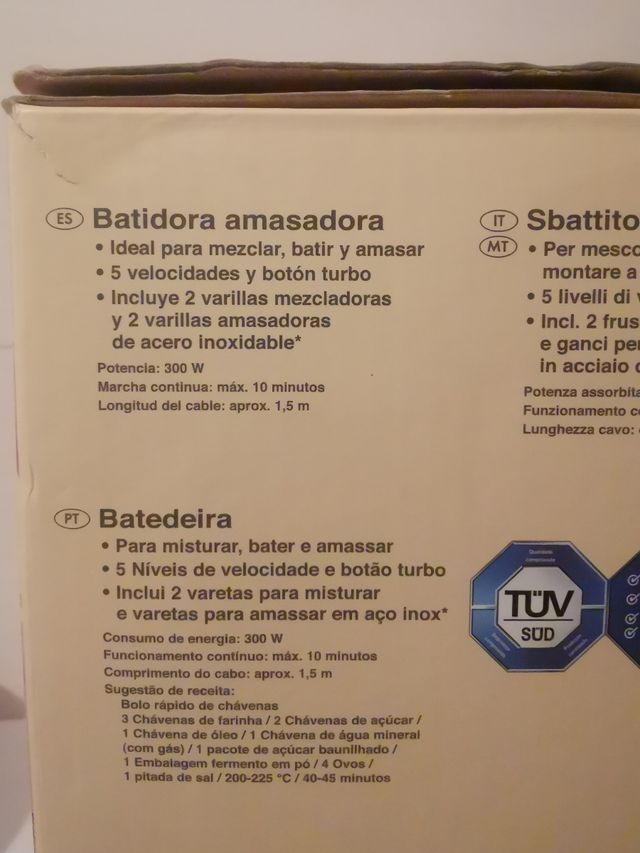 ES Batidora amasadora
• Ideal para mezclar, batir y amasar
• 5 velocidades y botón turbo
• Incluye 2 varillas mezcladoras
y 2 varillas amasadoras
de acero inoxidable*
Potencia: 300 W
Marcha continua: máx. 10 minutos
Longitud del cable: aprox. 1,5 m
IT Sbattito
MT • Per mesco
montare a
• 5 livelli di
• Incl. 2 frus
e ganci per
in acciaio
Potenza assorbita
Funzionamento co
Lunghezza cavo:
PT Batedeira
• Para misturar, bater e amassar
• 5 Níveis de velocidade e botão turbo
• Inclui 2 varetas para misturar
e varetas para amassar em aço inox*
Consumo de energia: 300 W
Funcionamento contínuo: máx. 10 minutos
Comprimento do cabo: aprox. 1,5 m
Sugestão de receita:
Bolo rápido de chávenas
3 Chávenas de farinha / 2 Chávenas de açúcar /
1 Chávena de óleo / 1 Chávena de água mineral
(com gás) / 1 pacote de açúcar baunilhado /
1 Embalagem fermento em pó / 4 Ovos /
1 pitada de sal / 200-225 °C / 40-45 minutos
TÜV
SÜD